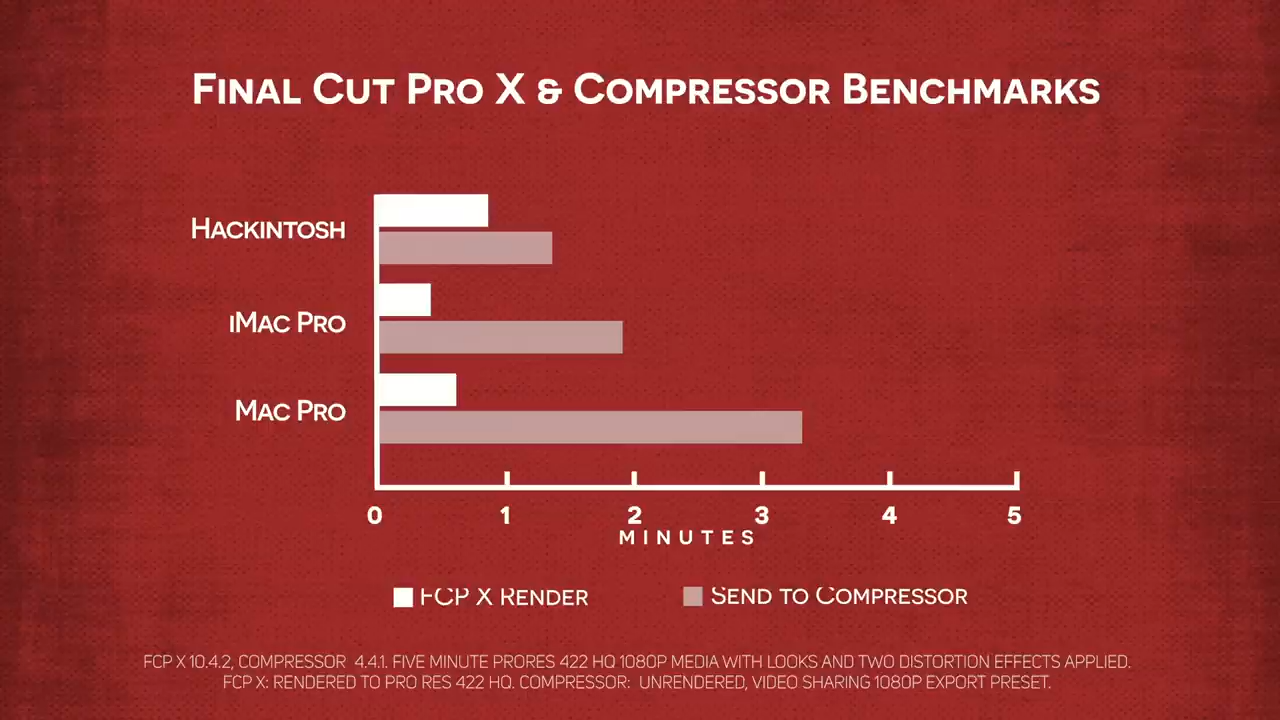 Final Cut Pro X & Compressor Benchmarks
Hackintosh
iMac Pro
Mac Pro
0 1 2 3 4 5
MINUTES
FCP X Render Send to Compressor
FCP X 10.4.2, COMPRESSOR 4.4.1. FIVE MINUTE PRORES 422 HQ 1080P MEDIA WITH LOOKS AND TWO DISTORTION EFFECTS APPLIED.
FCP X: RENDERED TO PRO RES 422 HQ. COMPRESSOR: UNRENDERED, VIDEO SHARING 1080P EXPORT PRESET.